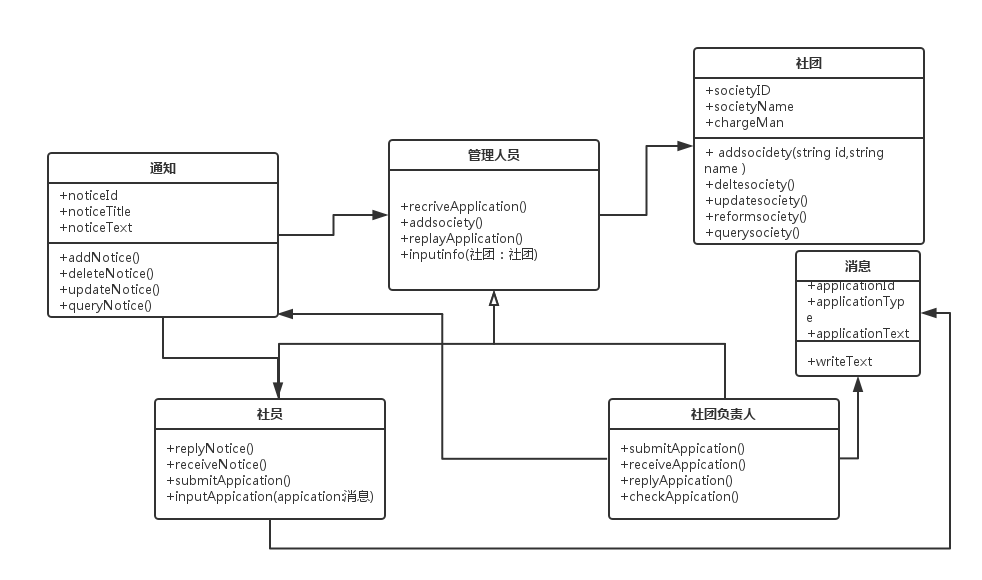 社团
+societyID
+societyName
+chargeMan
+ addsocidety(string id,string
name )
+deltesociety()
+updatesociety()
+reformsociety()
+querysociety()
管理人员
+recriveApplication()
+addsociety()
+replayApplication()
+inputinfo(社团：社团)
通知
+noticeId
+noticeTitle
+noticeText
+addNotice()
+deleteNotice()
+updateNotice()
+queryNotice()
消息
+applicationId
+applicationTyp
e
+applicationText
+writeText
社员
+replyNotice()
+receiveNotice()
+submitAppication()
+inputAppication(appication:消息)
社团负责人
+submitAppication()
+receiveAppication()
+replyAppication()
+checkAppication()